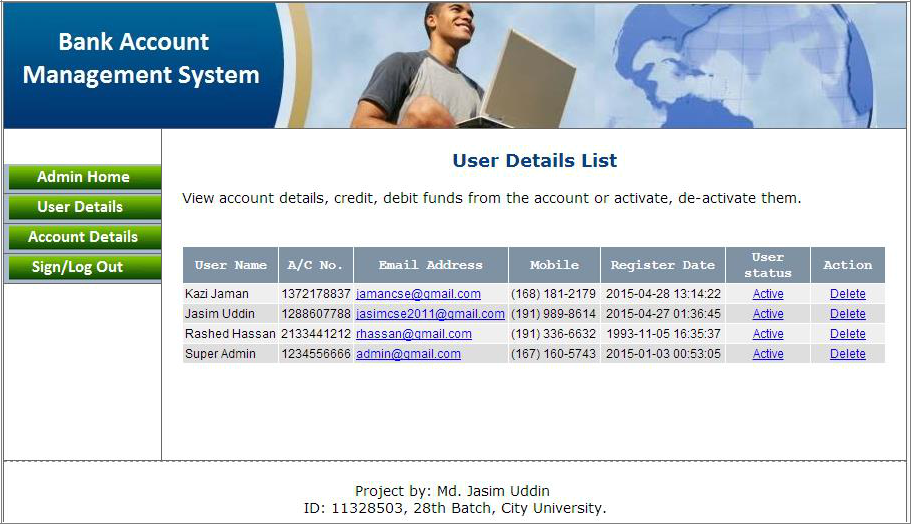 Bank Account
Management System
Admin Home
User Details
Account Details
Sign/Log Out
User Details List
View account details, credit, debit funds from the account or activate, de-activate them.
User Name A/C No. Email Address Mobile Register Date User status Action
Kazi Jaman 1372178837 jamancse@gmail.com (168) 181-2179 2015-04-28 13:14:22 Active Delete
Jasim Uddin 1288607788 jasimcse2011@gmail.com (191) 989-8614 2015-04-27 01:36:45 Active Delete
Rashed Hassan 2133441212 rhassan@gmail.com (191) 336-6632 1993-11-05 16:35:37 Active Delete
Super Admin 1234556666 admin@gmail.com (167) 160-5743 2015-01-03 00:53:05 Active Delete
Project by: Md. Jasim Uddin
ID: 11328503, 28th Batch, City University.